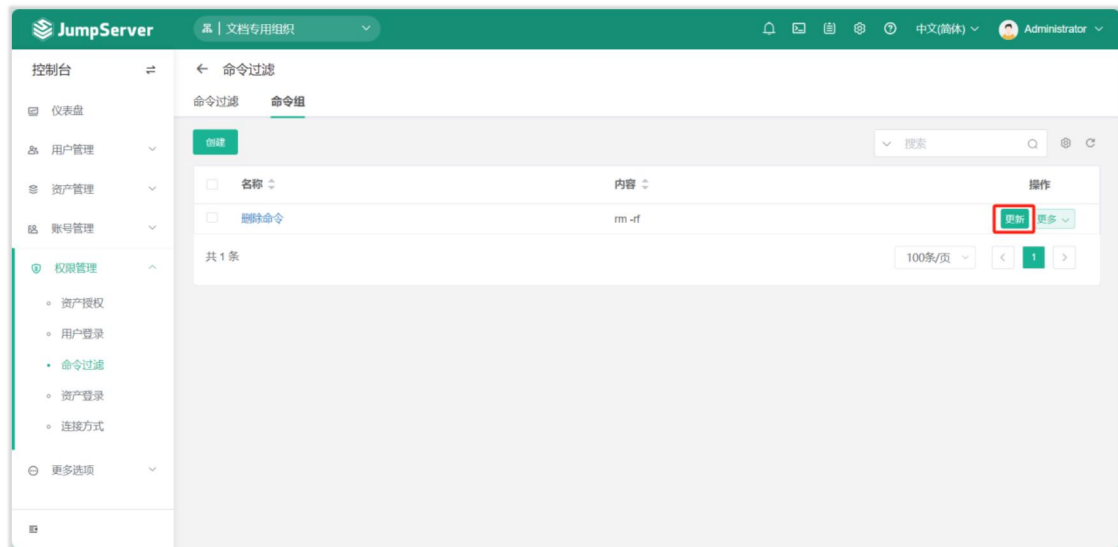 JumpServer
文档专用组织
中文(简体)
Administrator
控制台
命令过滤
命令过滤 命令组
仪表盘
用户管理
资产管理
账号管理
权限管理
资产授权
用户登录
命令过滤
资产登录
连接方式
更多选项
创建
搜索
名称 内容 操作
删除命令 rm -rf 更新 更多
共 1 条 100条/页 1